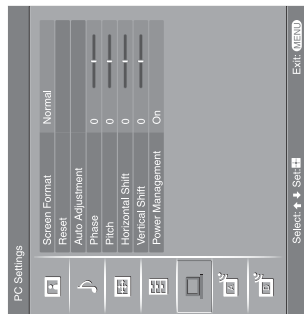 PC Settings
Screen Format Normal
Reset
Auto Adjustment
Phase 0
Pitch 0
Horizontal Shift 0
Vertical Shift 0
Power Management On
Select: Set: Exit: MENU